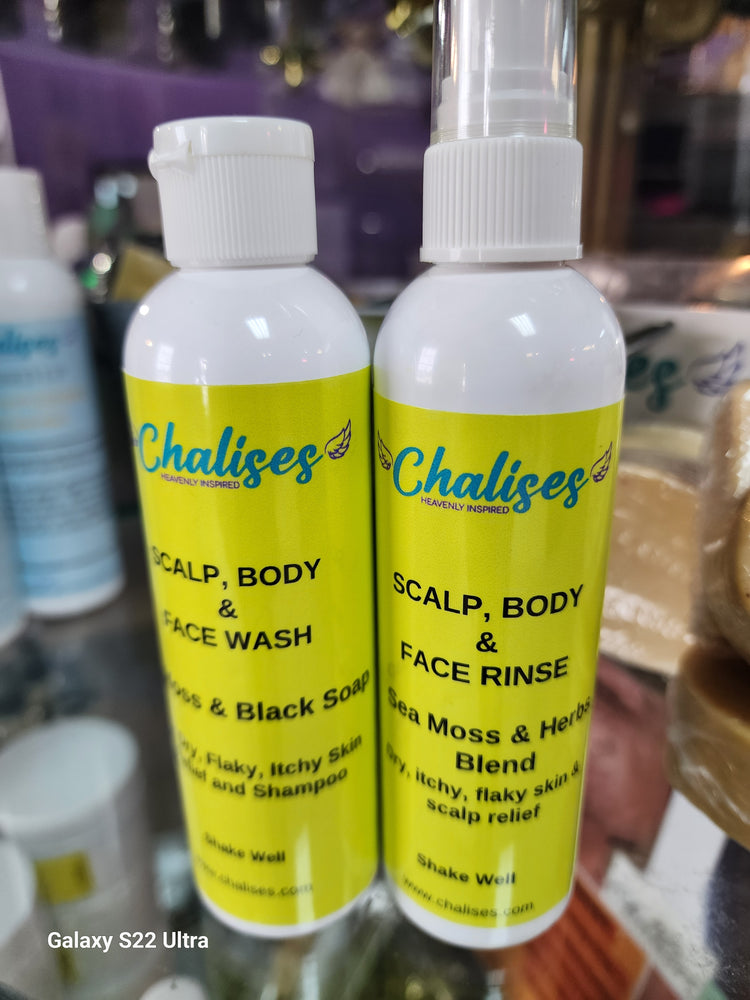 Chalises
HEAVENLY INSPIRED
SCALP, BODY
&
FACE WASH
& Black Soap
Flaky, Itchy Skin
and Shampoo
Shake Well
www.chalises.com
Chalises
HEAVENLY INSPIRED
SCALP, BODY
&
FACE RINSE
Sea Moss & Herbs
Blend
Dry, itchy, flaky skin &
scalp relief
Shake Well
www.chalises.com
Galaxy S22 Ultra